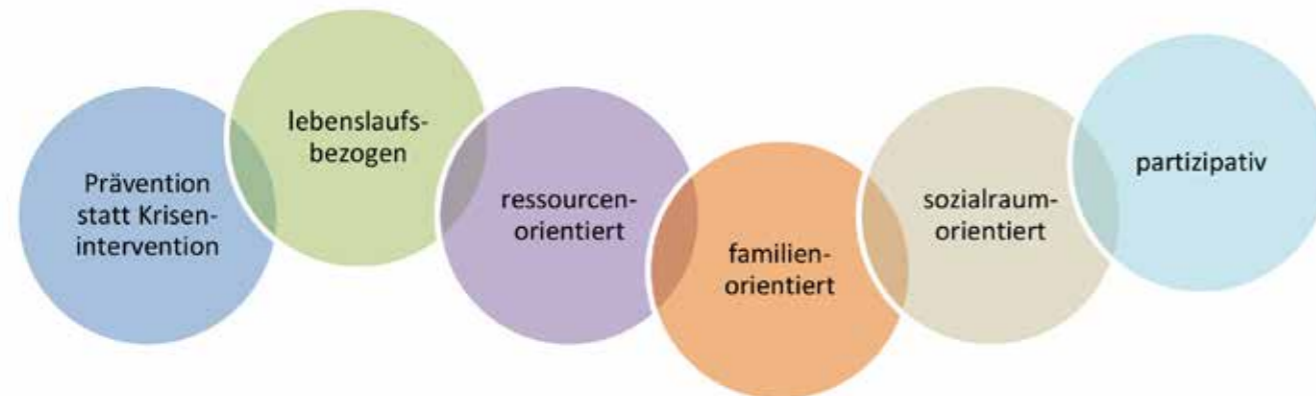 Prävention
statt Krisen-
intervention
lebenslaufs-
bezogen
ressourcen-
orientiert
familien-
orientiert
sozialraum-
orientiert
partizipativ